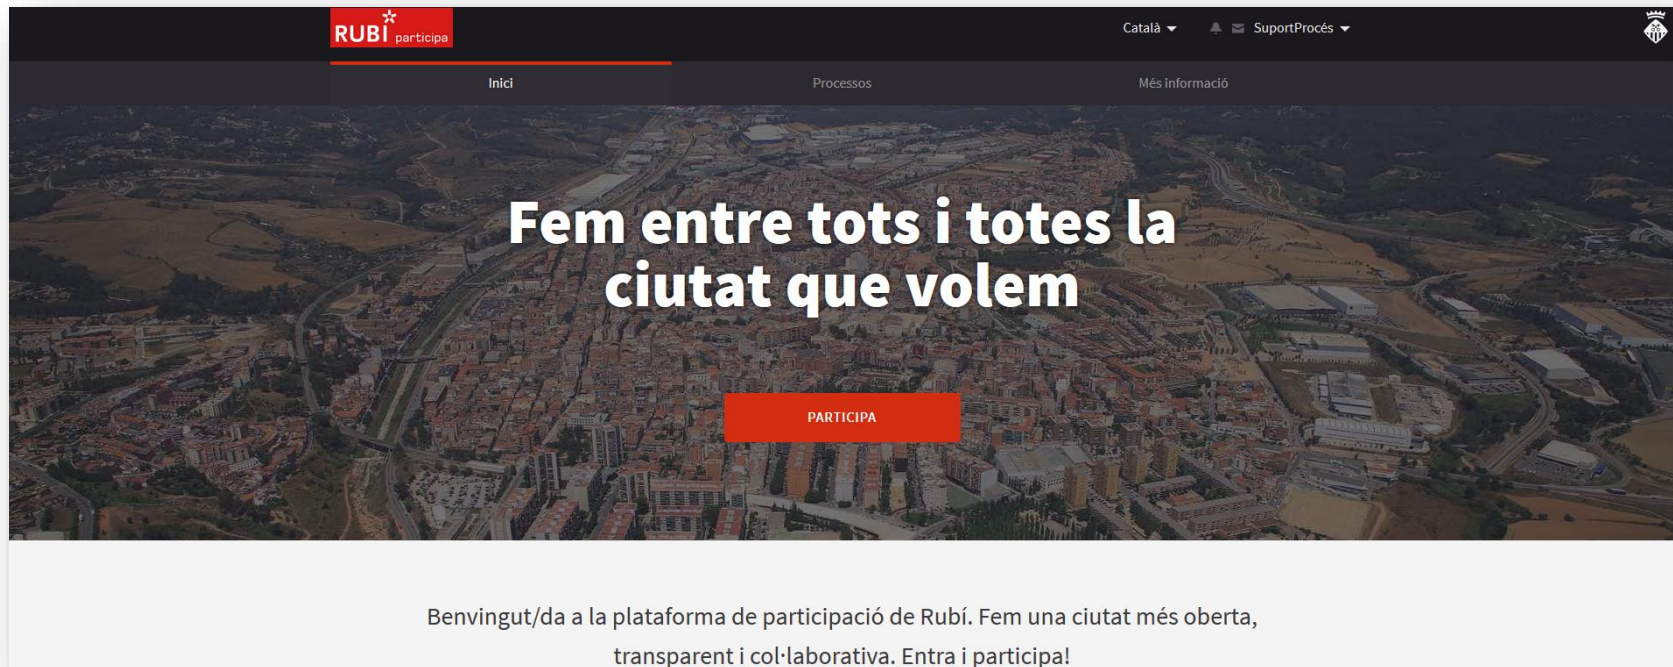 RUBÍ participa
Català
SuportProcés
Inici
Processos
Més informació
Fem entre tots i totes la
ciutat que volem
PARTICIPA
Benvingut/da a la plataforma de participació de Rubí. Fem una ciutat més oberta,
transparent i col·laborativa. Entra i participa!